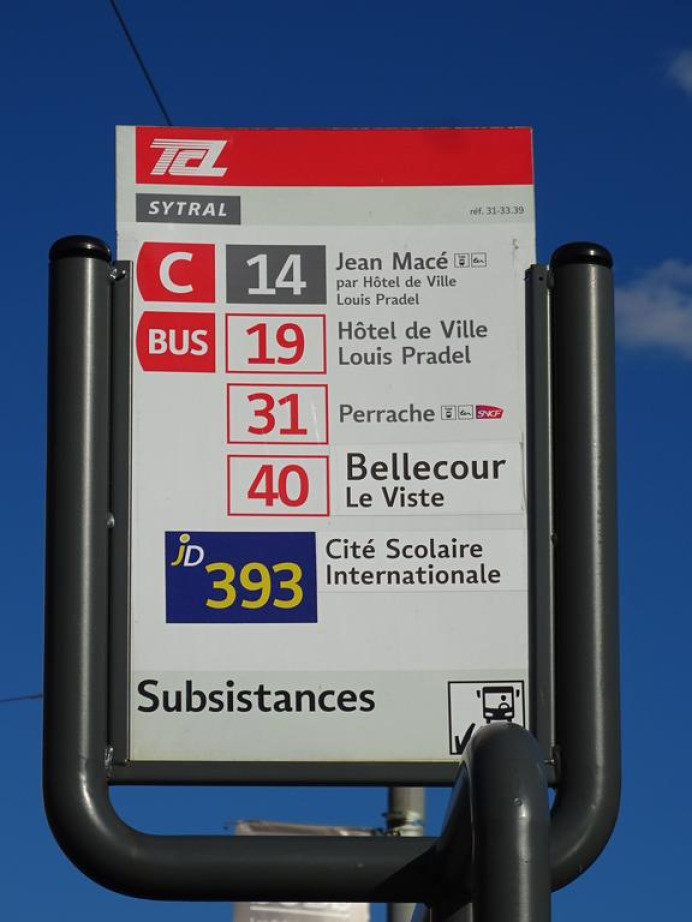 TCL
SYTRAL
réf. 31-33.39
C 14 Jean Macé
par Hôtel de Ville
Louis Pradel
BUS 19 Hôtel de Ville
Louis Pradel
31 Perrache SNCF
40 Bellecour
Le Viste
JD 393 Cité Scolaire
Internationale
Subsistances